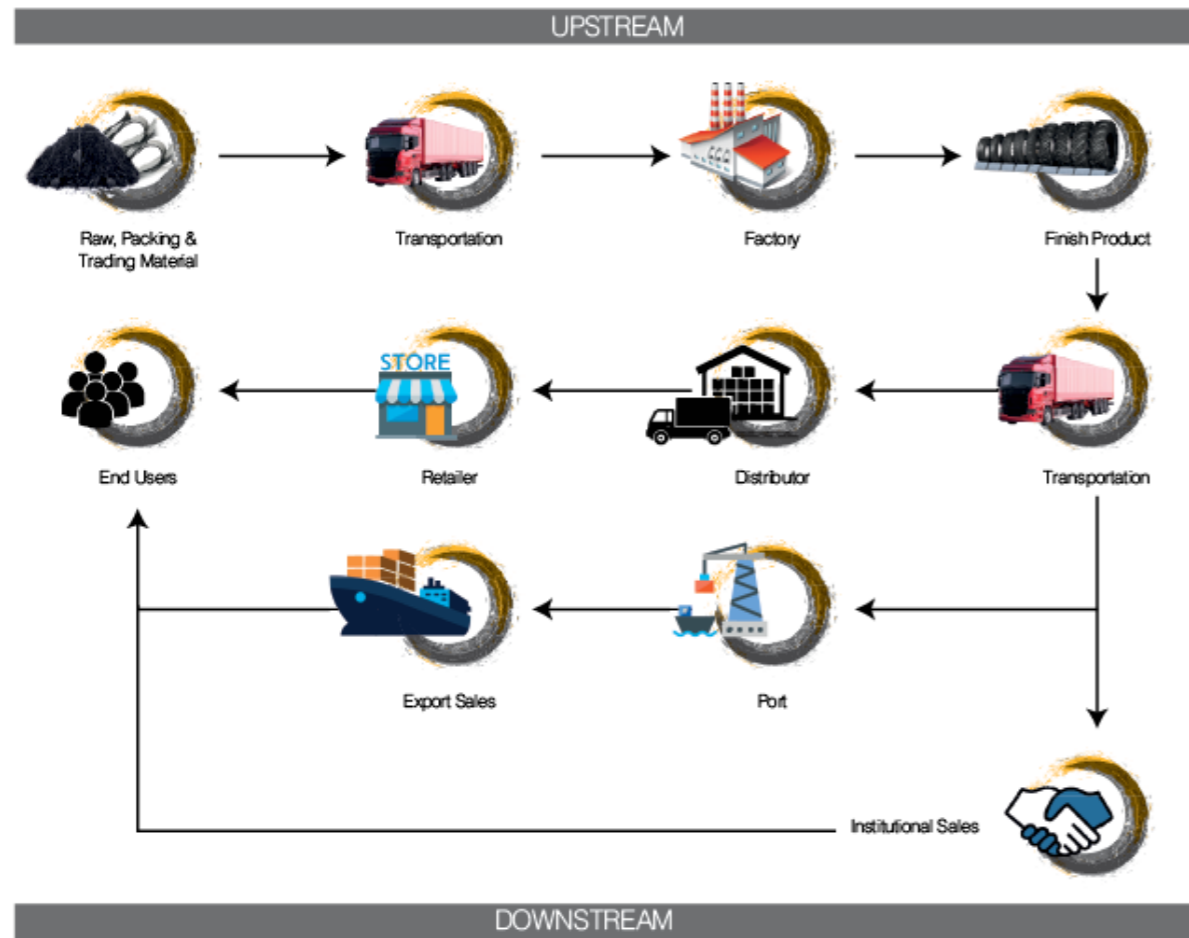 UPSTREAM
Raw, Packing &
Trading Material
Transportation
Factory
Finish Product
STORE
End Users
Retailer
Distributor
Transportation
Export Sales
Port
Institutional Sales
DOWNSTREAM